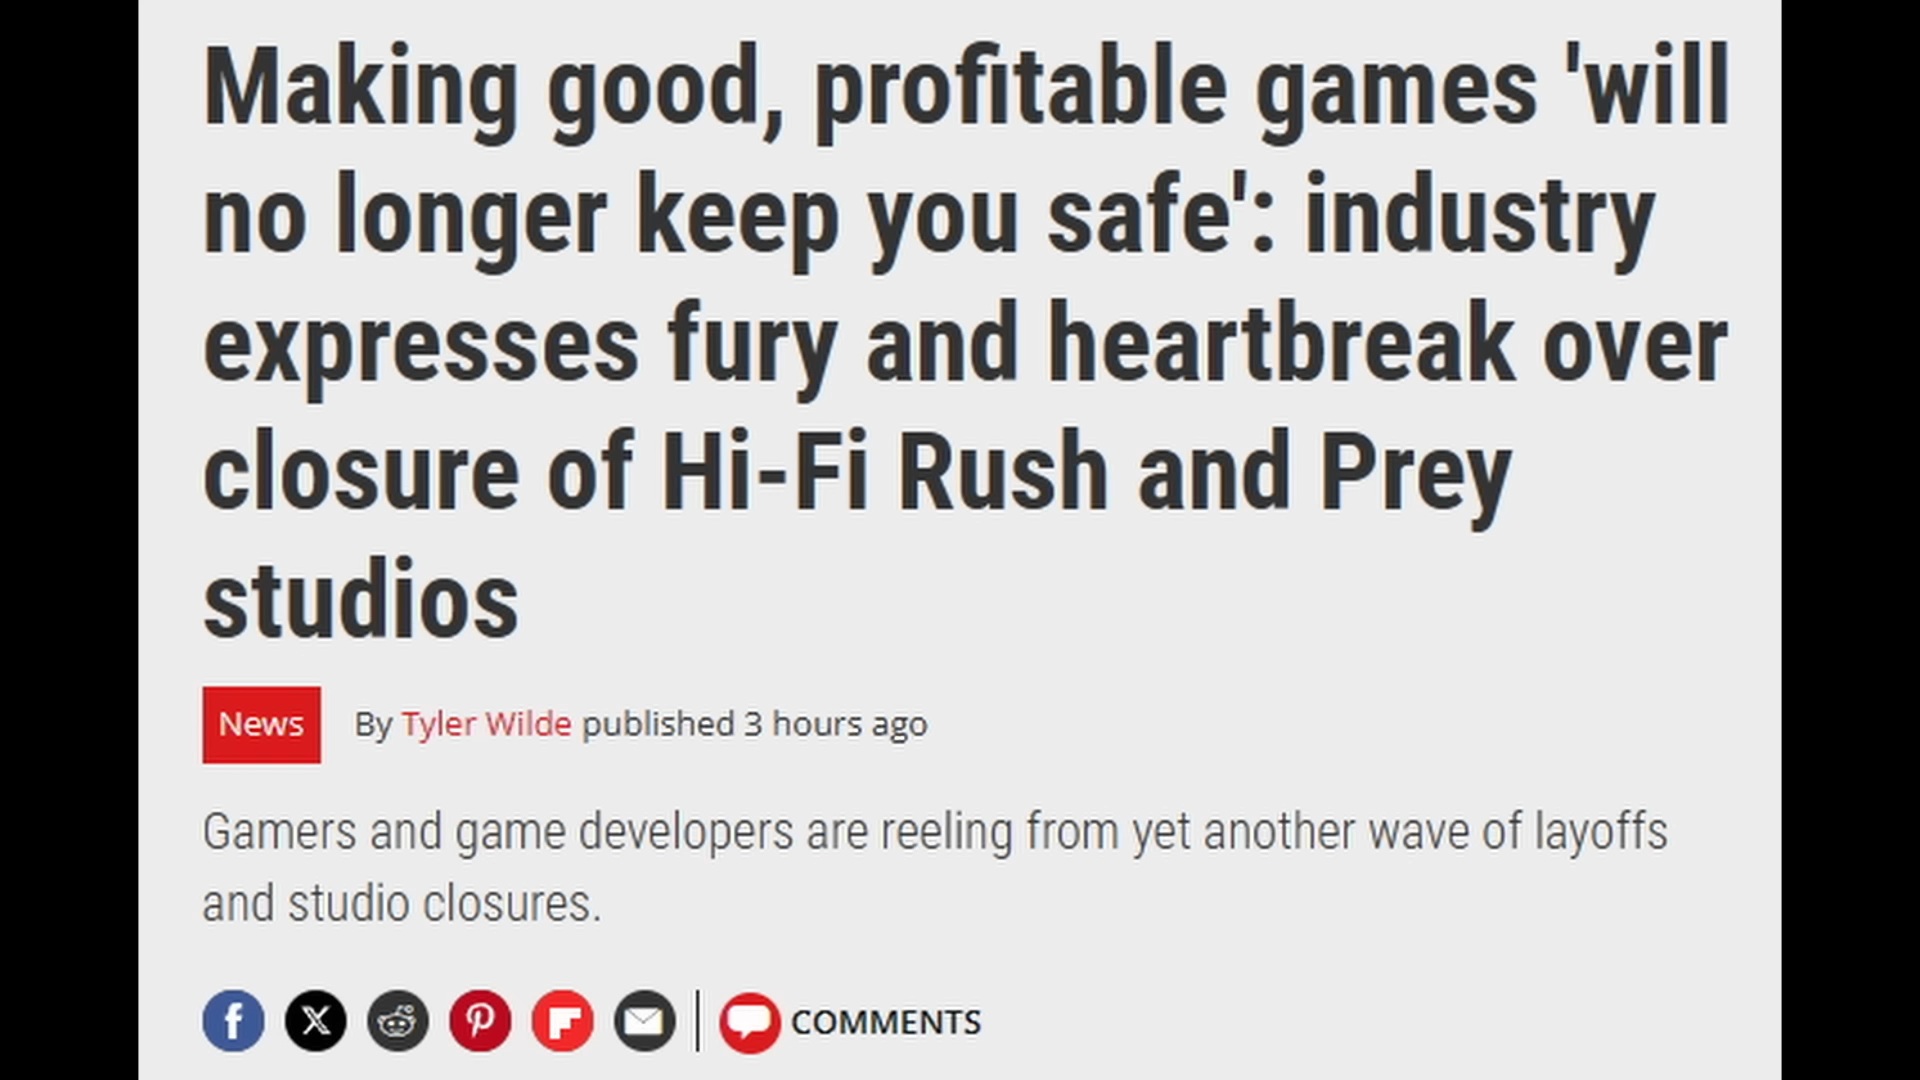 Making good, profitable games 'will
no longer keep you safe': industry
expresses fury and heartbreak over
closure of Hi-Fi Rush and Prey
studios
News By Tyler Wilde published 3 hours ago
Gamers and game developers are reeling from yet another wave of layoffs
and studio closures.
COMMENTS